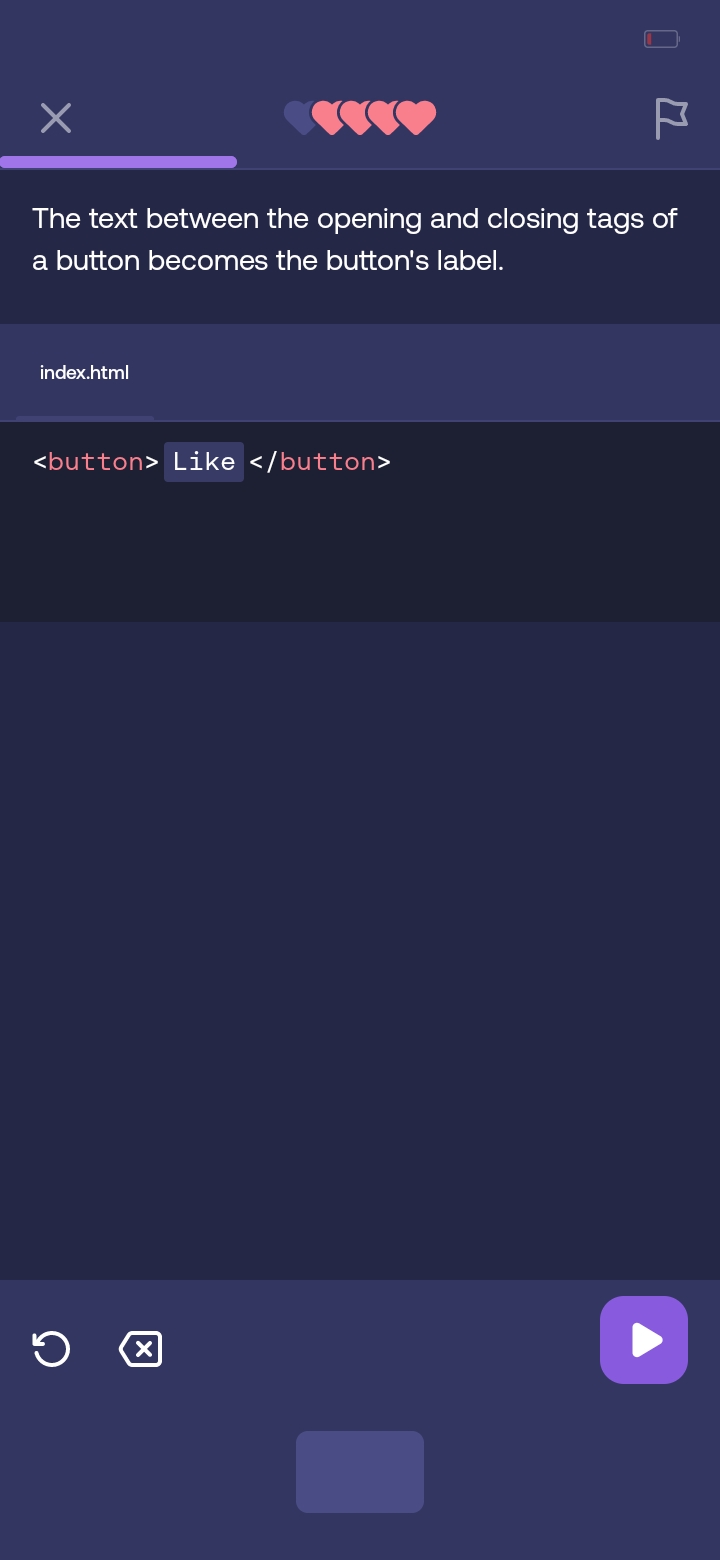 The text between the opening and closing tags of
a button becomes the button's label.
index.html
<button>Like</button>